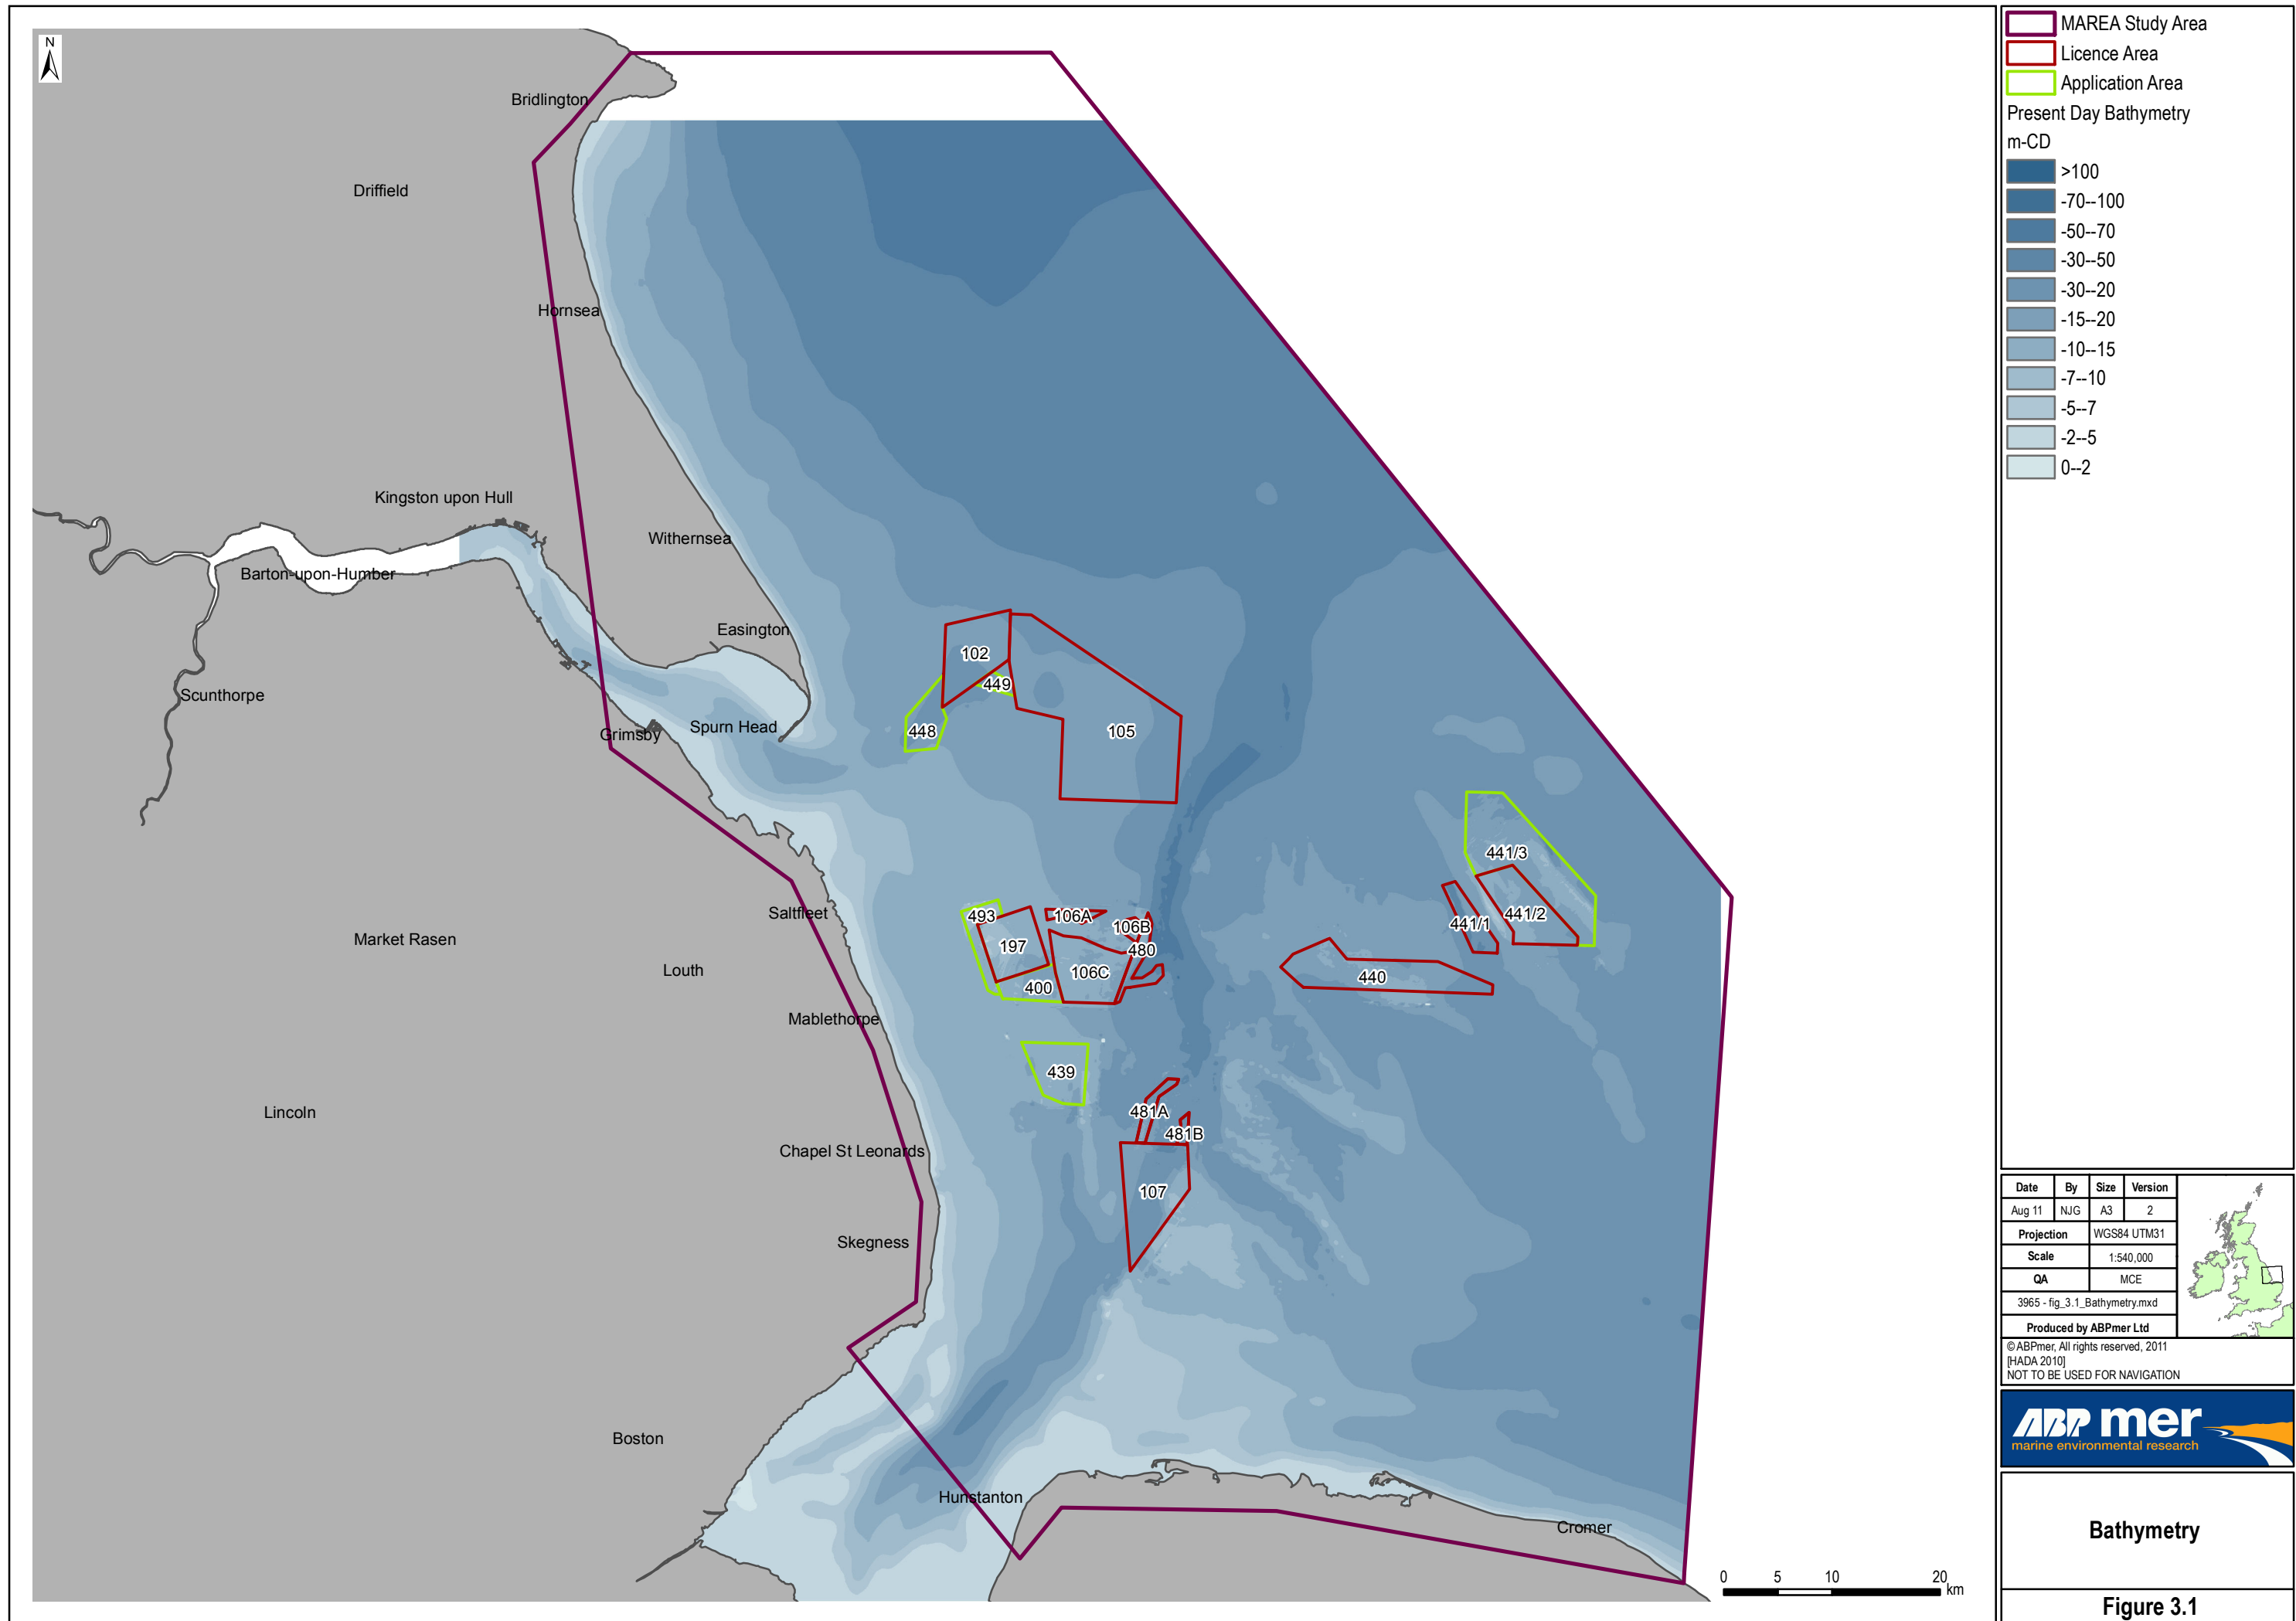 N
Bridlington
Driffield
Hornsea
Kingston upon Hull
Withernsea
Barton-upon-Humber
Easington
Scunthorpe
Spurn Head
Grimsby
Saltfleet
Market Rasen
Louth
Mablethorpe
Lincoln
Chapel St Leonards
Skegness
Boston
Hunstanton
Cromer
102
449
448
105
493
197
106A
106B
480
106C
400
439
481A
481B
107
440
441/3
441/2
441/1
0 5 10 20
km
MAREA Study Area
Licence Area
Application Area
Present Day Bathymetry
m-CD
>100
-70--100
-50--70
-30--50
-30--20
-15--20
-10--15
-7--10
-5--7
-2--5
0--2
Date By Size Version
Aug 11 NJG A3 2
Projection WGS84 UTM31
Scale 1:540,000
QA MCE
3965 - fig_3.1_Bathymetry.mxd
Produced by ABPmer Ltd
© ABPmer, All rights reserved, 2011
[HADA 2010]
NOT TO BE USED FOR NAVIGATION
ABP mer
marine environmental research
Bathymetry
Figure 3.1